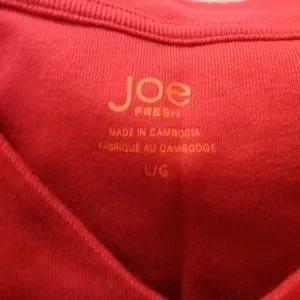 Joe
FRESH
MADE IN CAMBODIA
FABRIQUÉ AU CAMBODGE
L/G